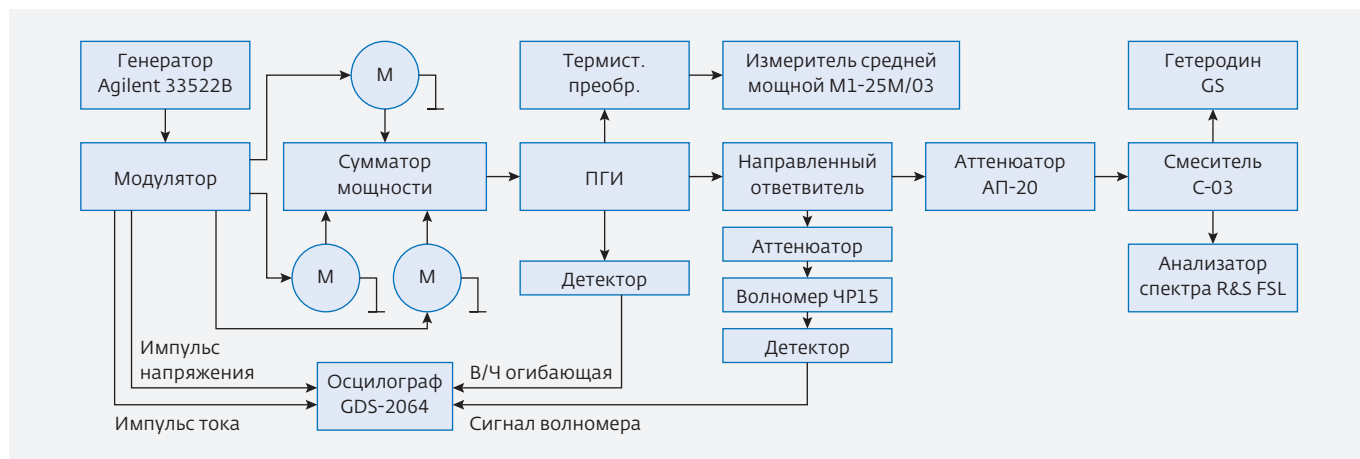 Генератор
Agilent 33522B
М
Термист.
преобр.
Измеритель средней
мощной М1-25М/03
Гетеродин
GS
Модулятор
Сумматор
мощности
ПГИ
Направленный
ответвитель
Аттенюатор
АП-20
Смеситель
С-03
М
М
Детектор
Аттенюатор
Волномер ЧР15
Детектор
Анализатор
спектра R&S FSL
Импульс
напряжения
Осцилограф
GDS-2064
В/Ч огибающая
Импульс тока
Сигнал волномера